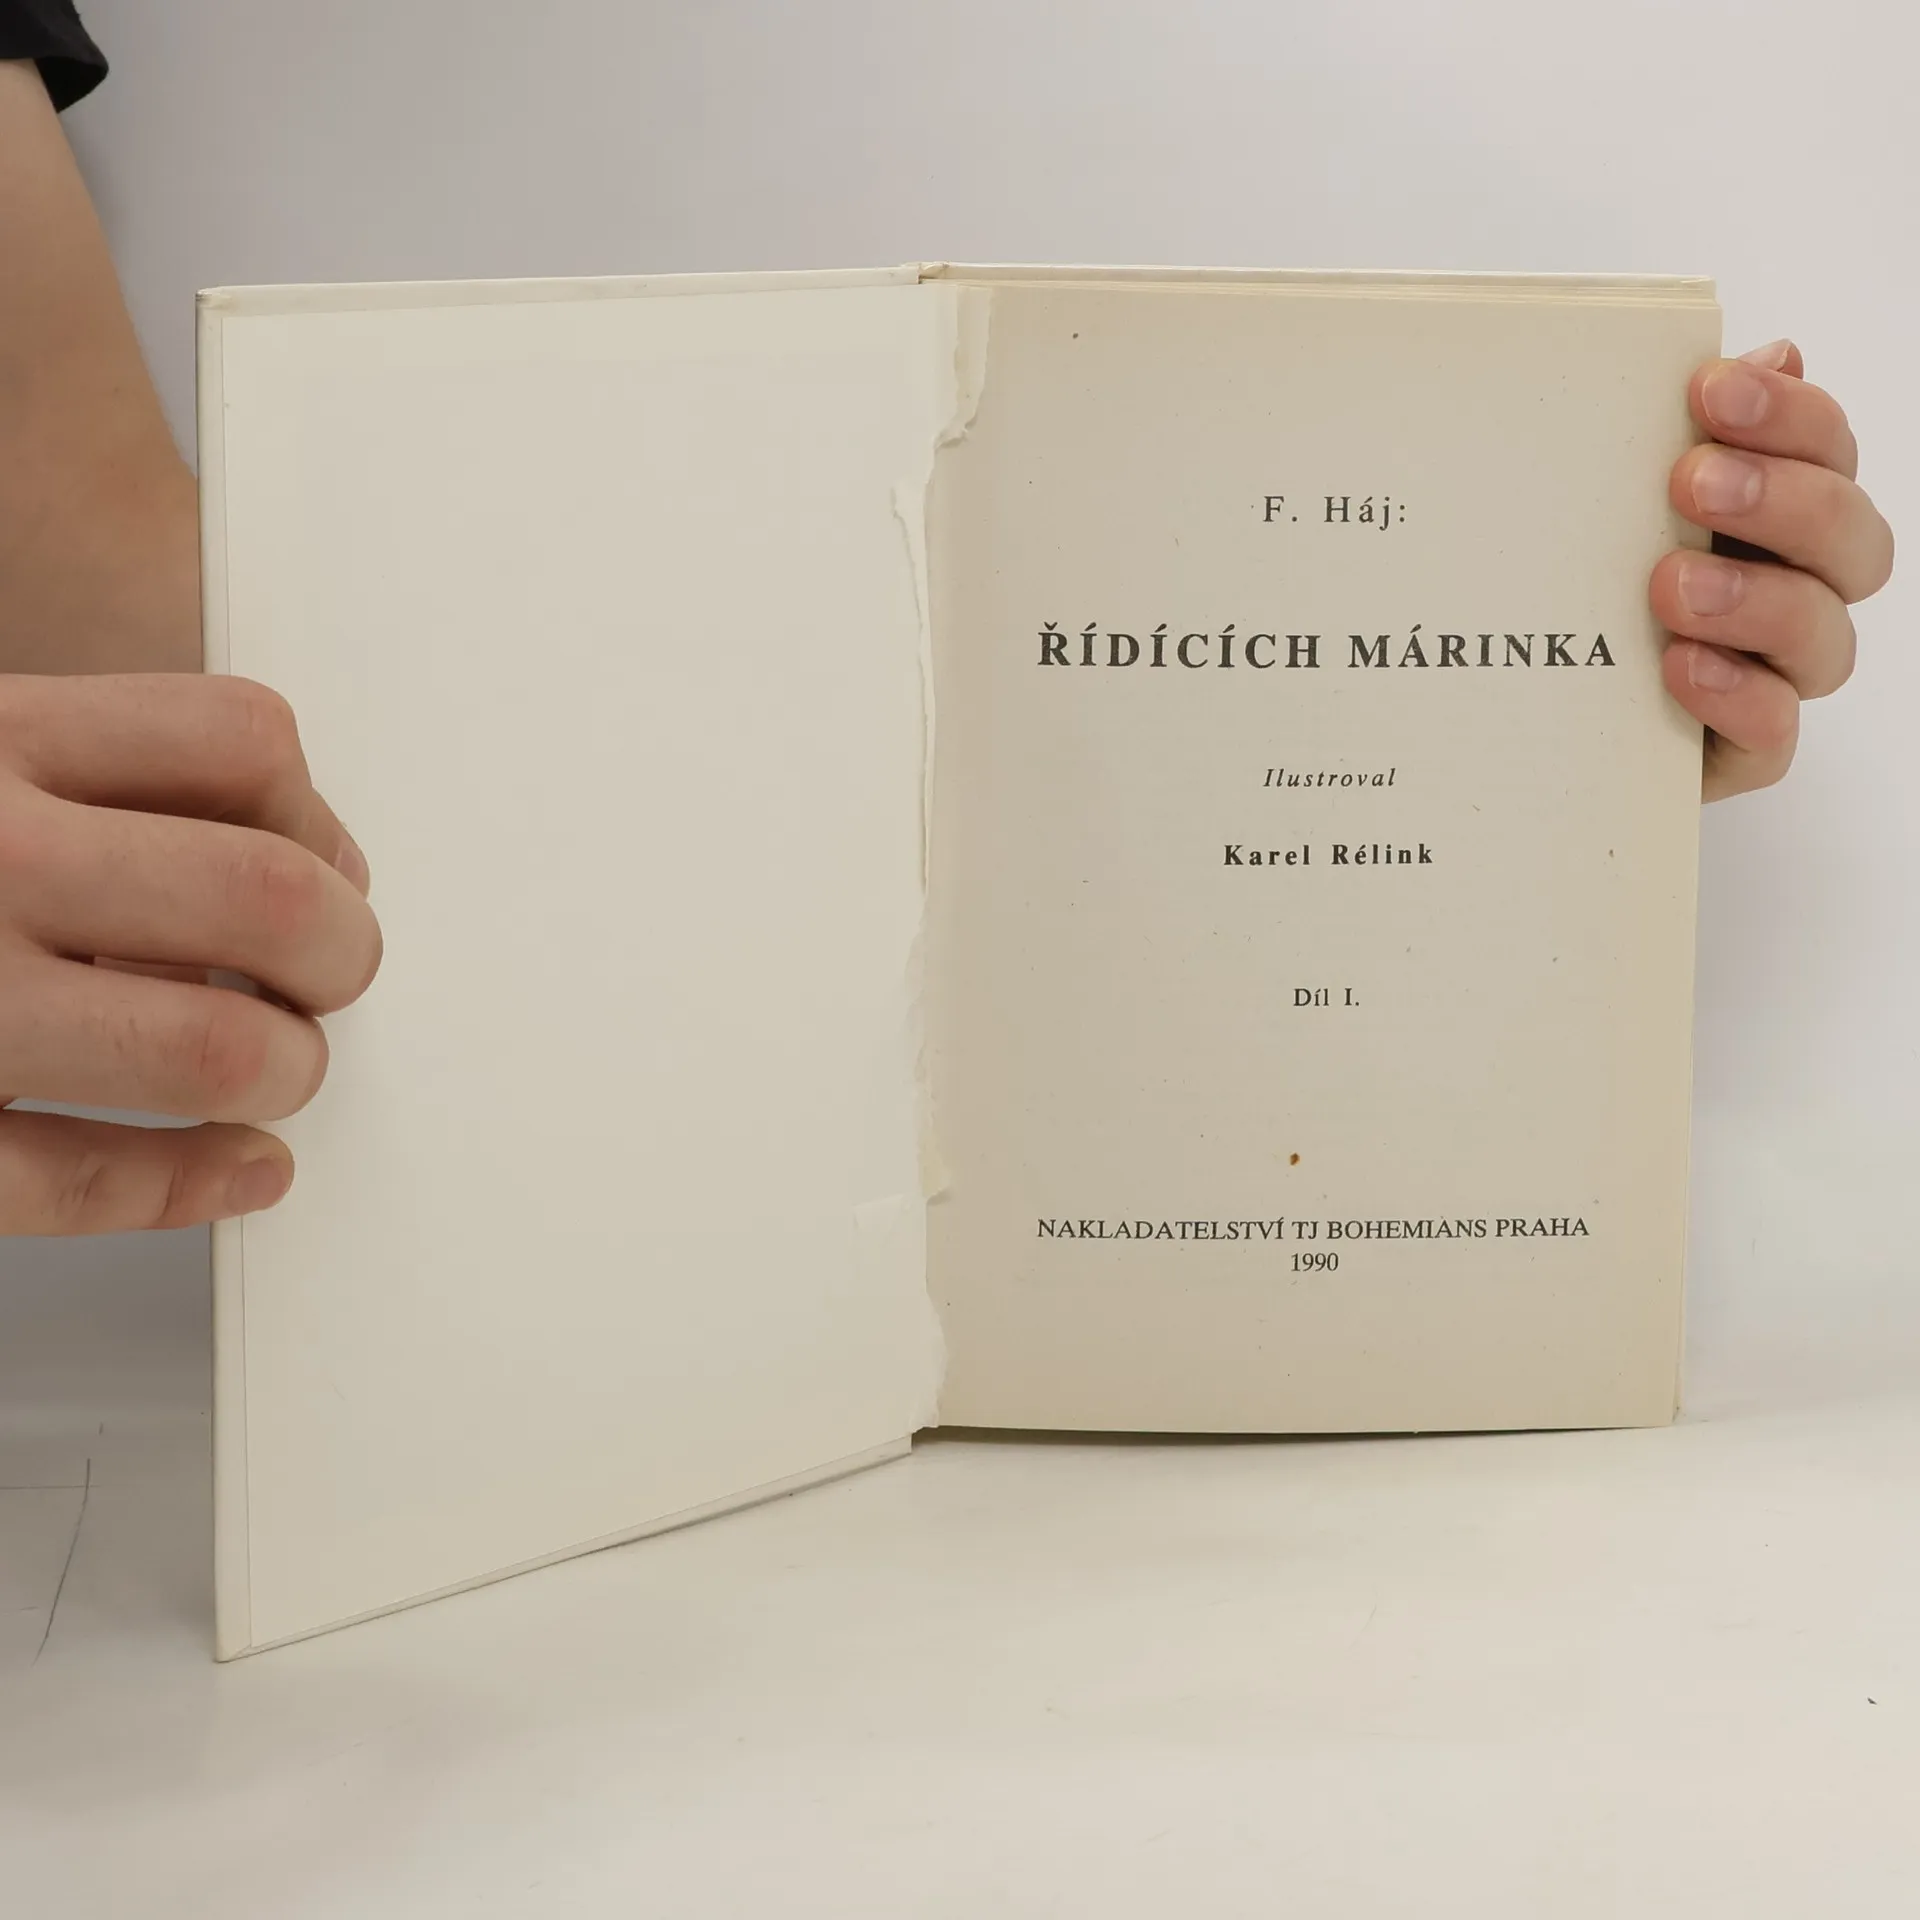 F. Háj:
ŘÍDÍCÍCH MÁRINKA
Ilustroval
Karel Rélink
Díl I.
NAKLADATELSTVÍ TJ BOHEMIANS PRAHA
1990